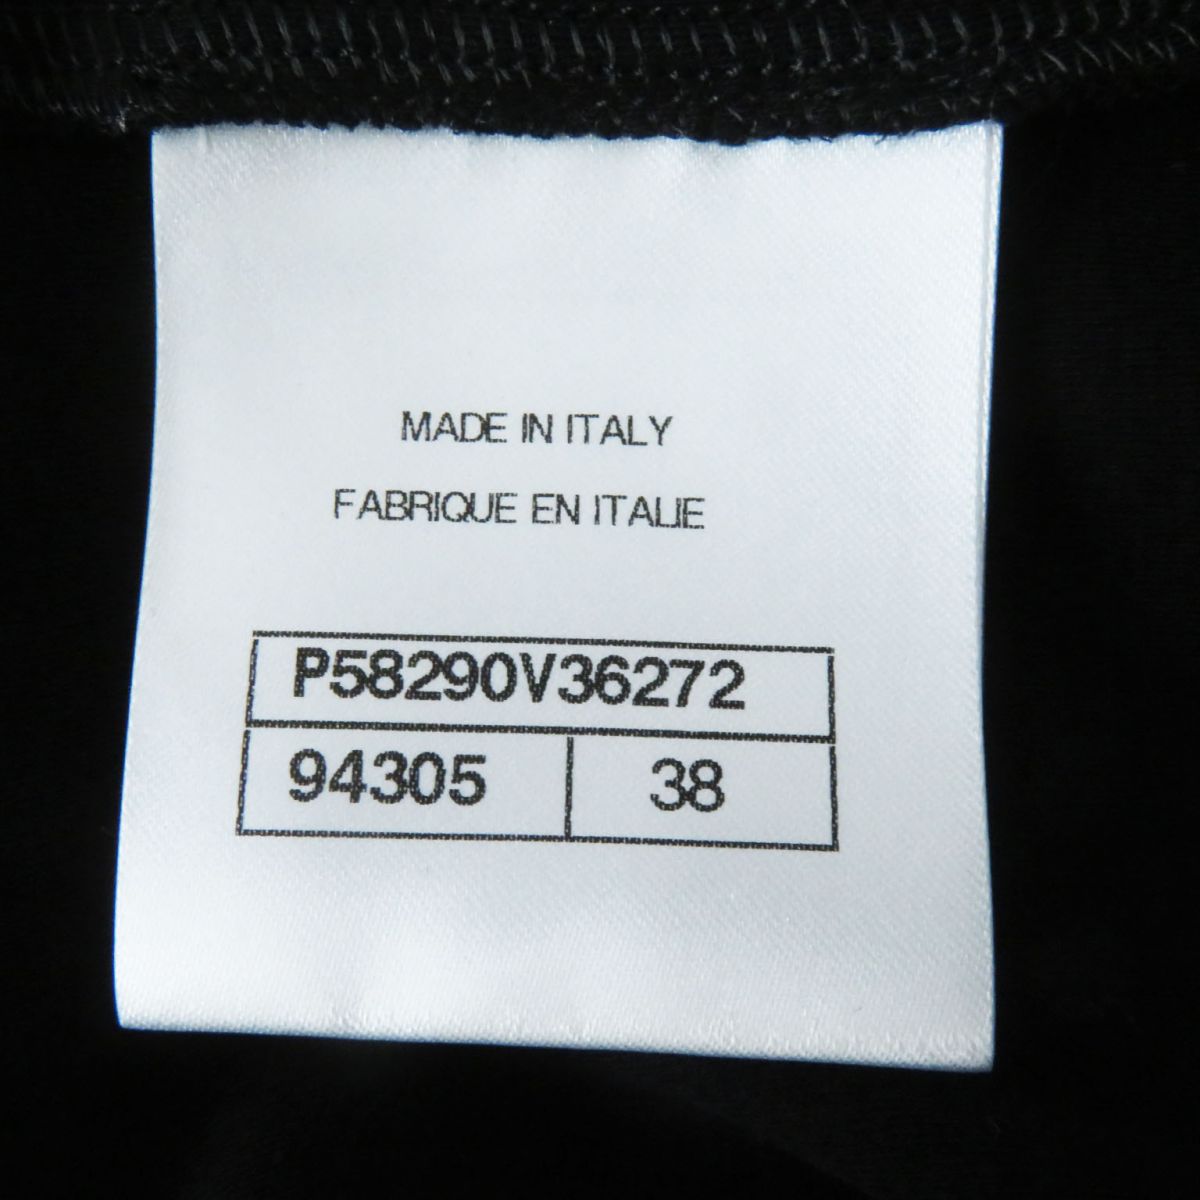 MADE IN ITALY
FABRIQUE EN ITALIE
P58290V36272
94305 38